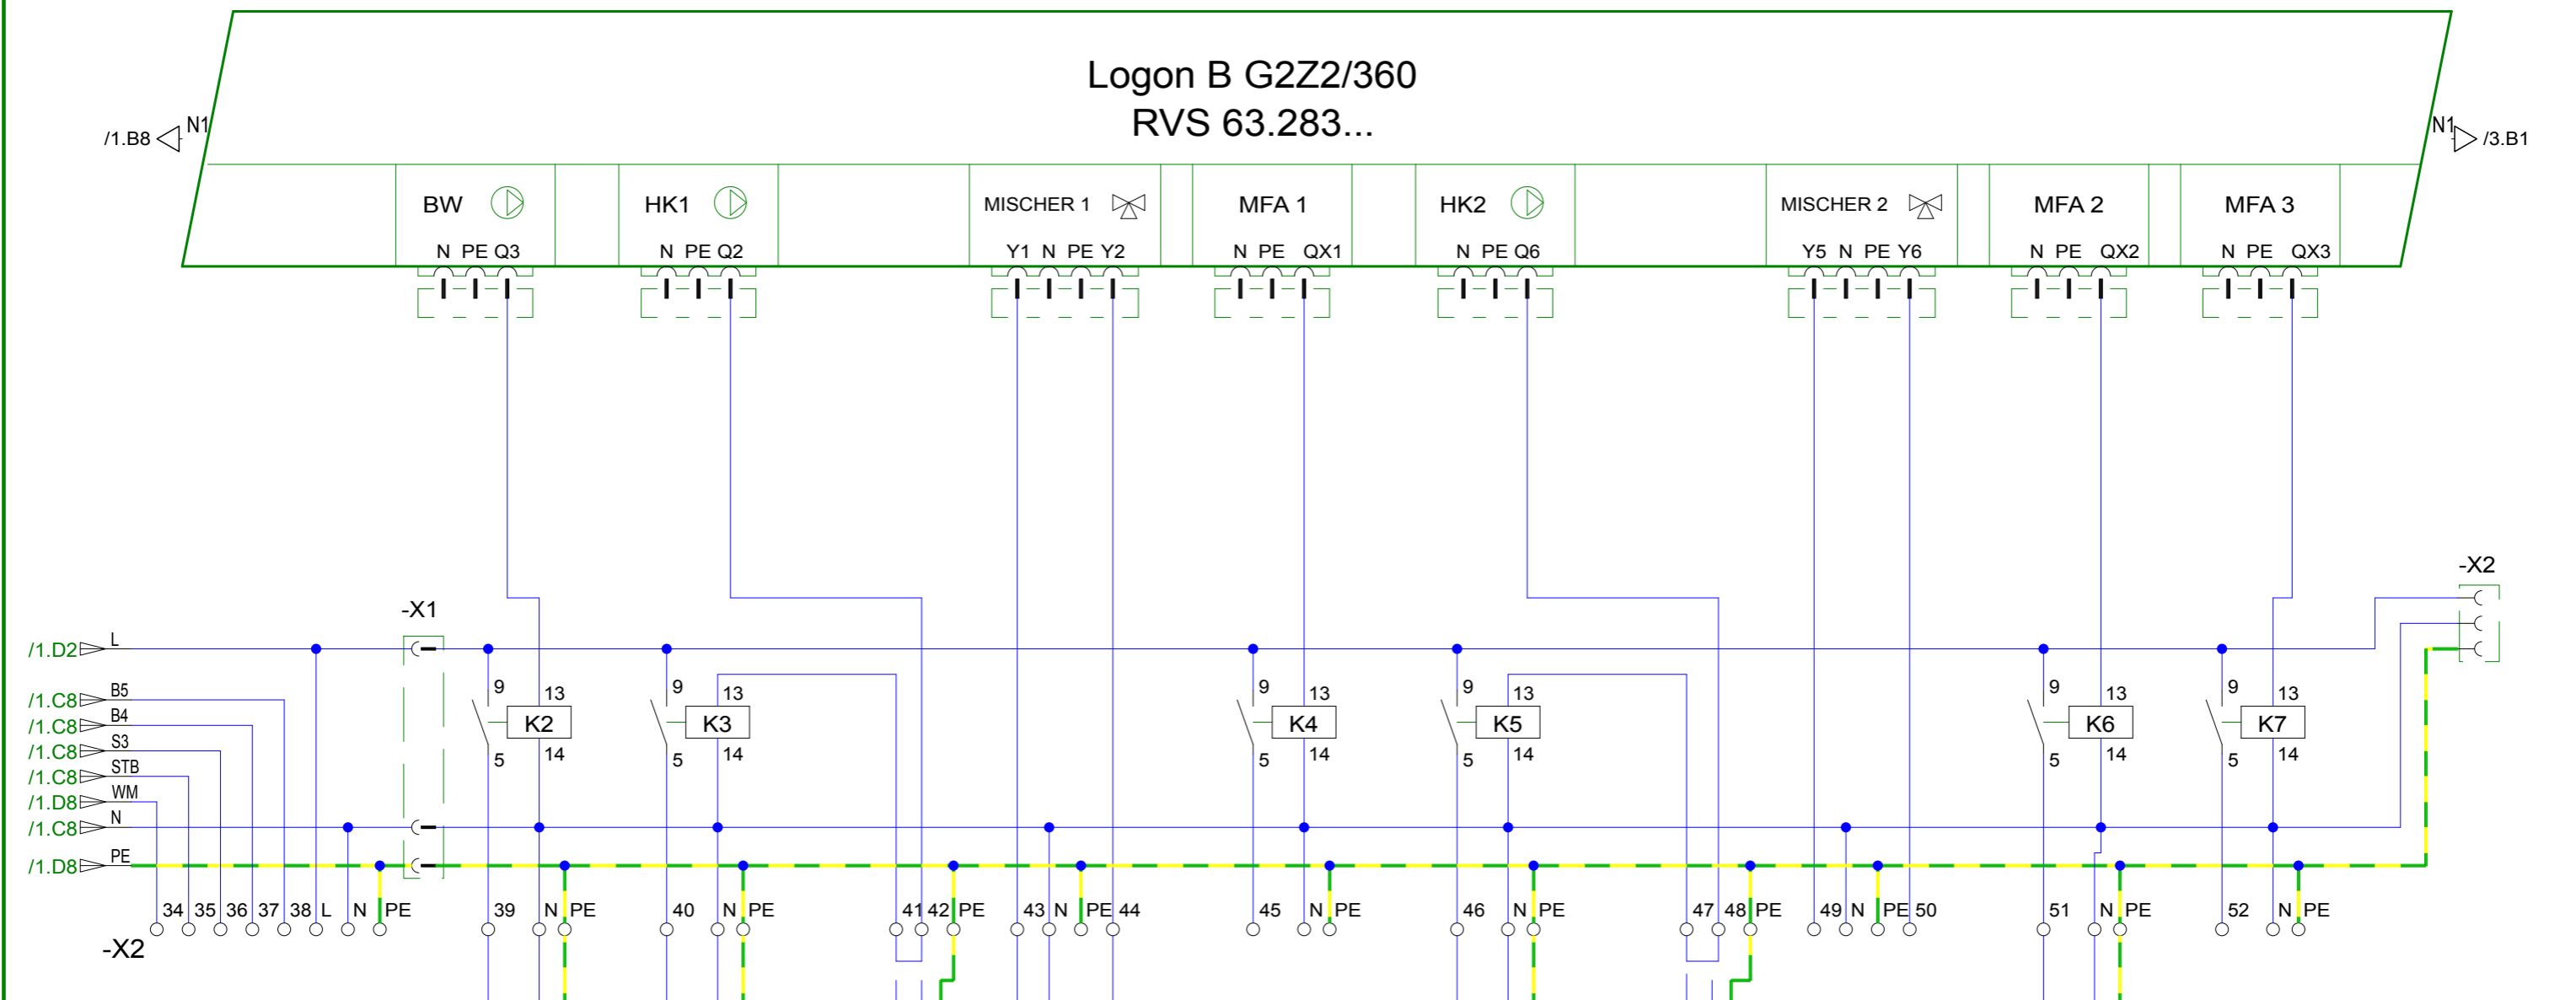 Logon B G2Z2/360
RVS 63.283...
/1.B8 N1
N1 /3.B1
BW HK1 MISCHER 1 MFA 1 HK2 MISCHER 2 MFA 2 MFA 3
N PE Q3 N PE Q2 Y1 N PE Y2 N PE QX1 N PE Q6 Y5 N PE Y6 N PE QX2 N PE QX3
-X2
-X1
/1.D2 L
/1.C8 B5
/1.C8 B4
/1.C8 S3
/1.C8 STB
/1.D8 WM
/1.C8 N
/1.D8 PE
9 13 9 13 9 13 9 13 9 13 9 13
K2 K3 K4 K5 K6 K7
5 14 5 14 5 14 5 14 5 14 5 14
34 35 36 37 38 L N PE 39 N PE 40 N PE 41 42 PE 43 N PE 44 45 N PE 46 N PE 47 48 PE 49 N PE 50 51 N PE 52 N PE
-X2